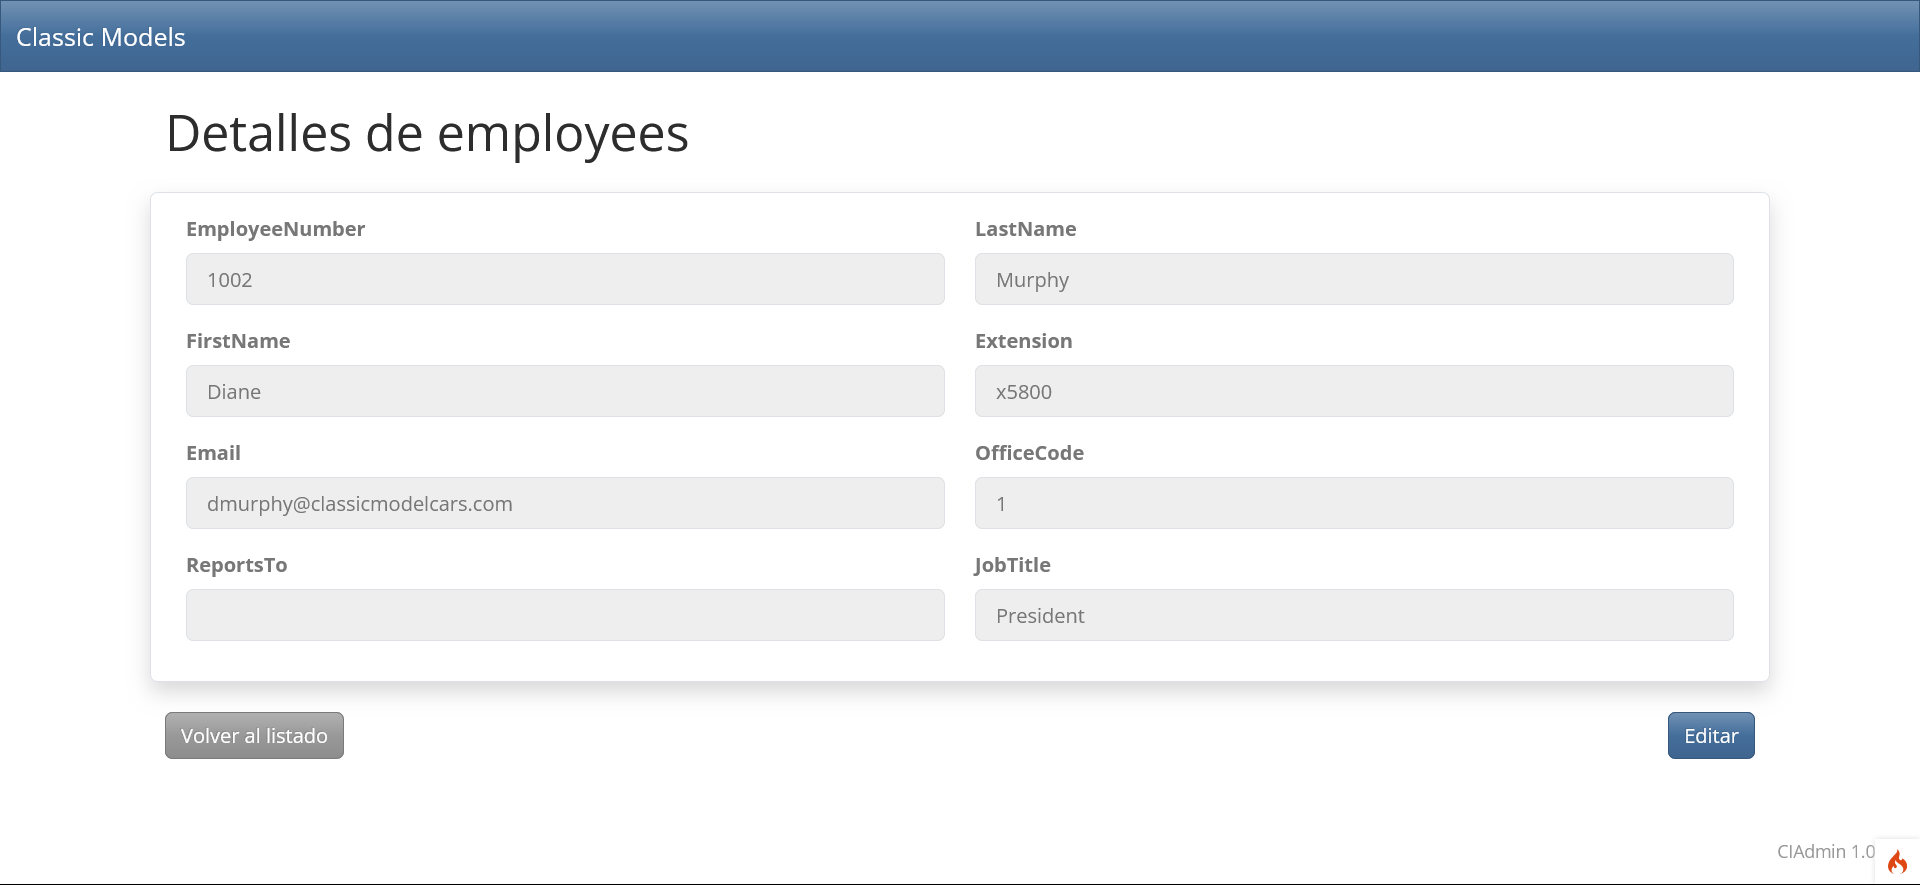 Classic Models
Detalles de employees
EmployeeNumber
1002
LastName
Murphy
FirstName
Diane
Extension
x5800
Email
dmurphy@classicmodelcars.com
OfficeCode
1
ReportsTo
JobTitle
President
Volver al listado
Editar
CIAdmin 1.0